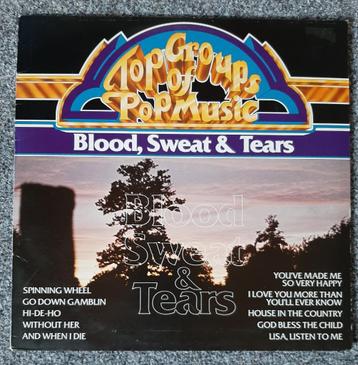 Top Groups
of
Pop Music
Blood, Sweat & Tears
Blood
Sweat
&
Tears
SPINNING WHEEL
GO DOWN GAMBLIN
HI-DE-HO
WITHOUT HER
AND WHEN I DIE
YOU'VE MADE ME
SO VERY HAPPY
I LOVE YOU MORE THAN
YOU'LL EVER KNOW
HOUSE IN THE COUNTRY
GOD BLESS THE CHILD
LISA, LISTEN TO ME